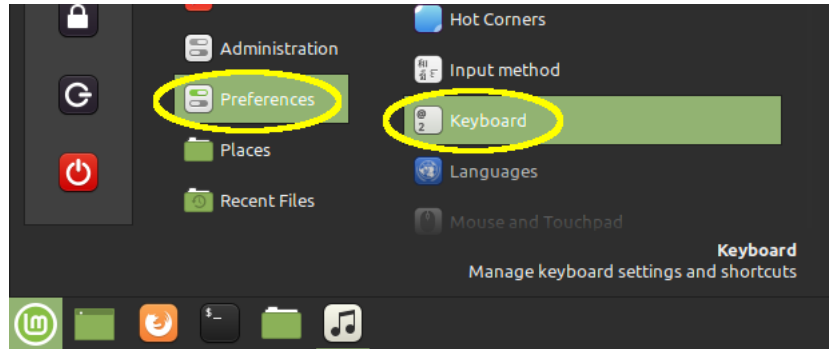 Hot Corners
Administration
Input method
Preferences
Keyboard
Places
Languages
Recent Files
Mouse and Touchpad
Keyboard
Manage keyboard settings and shortcuts